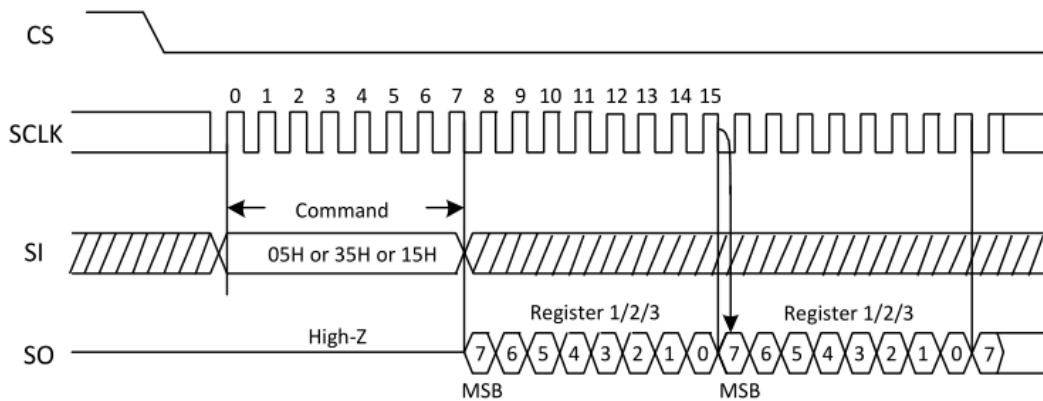 CS
0 1 2 3 4 5 6 7 8 9 10 11 12 13 14 15
SCLK
Command
SI
05H or 35H or 15H
Register 1/2/3 Register 1/2/3
High-Z
SO
7 6 5 4 3 2 1 0 7 6 5 4 3 2 1 0 7
MSB MSB